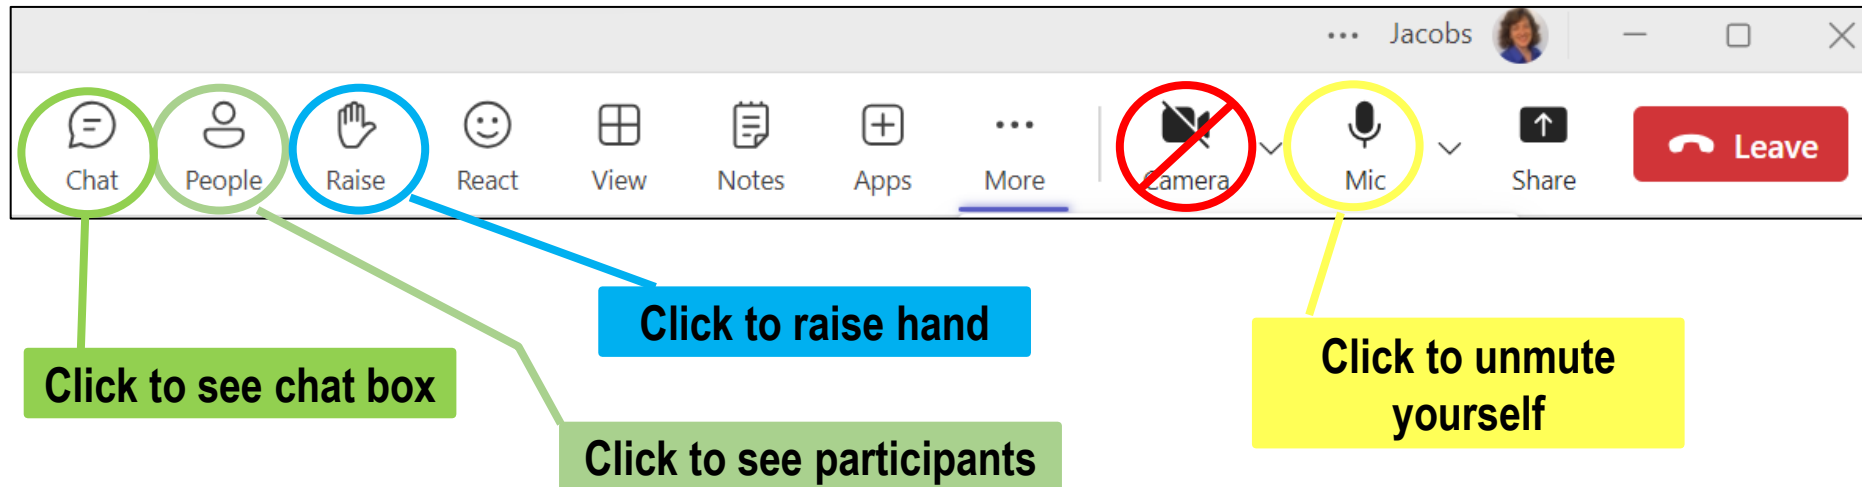 Jacobs
Chat People Raise React View Notes Apps More Camera Mic Share Leave
Click to raise hand
Click to see chat box
Click to unmute
yourself
Click to see participants